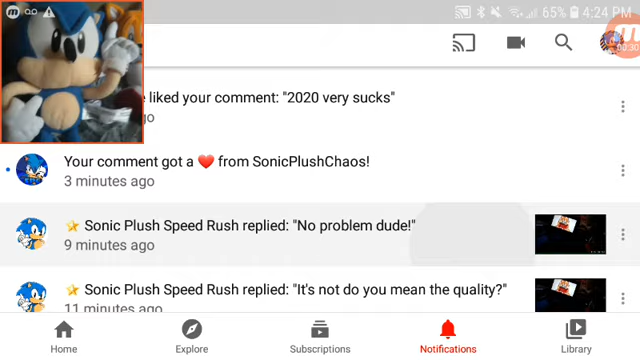 65% 4:24 PM
00:30
liked your comment: "2020 very sucks"
Your comment got a ❤ from SonicPlushChaos!
3 minutes ago
⭐ Sonic Plush Speed Rush replied: "No problem dude!"
9 minutes ago
⭐ Sonic Plush Speed Rush replied: "It's not do you mean the quality?"
11 minutes ago
Home Explore Subscriptions Notifications Library